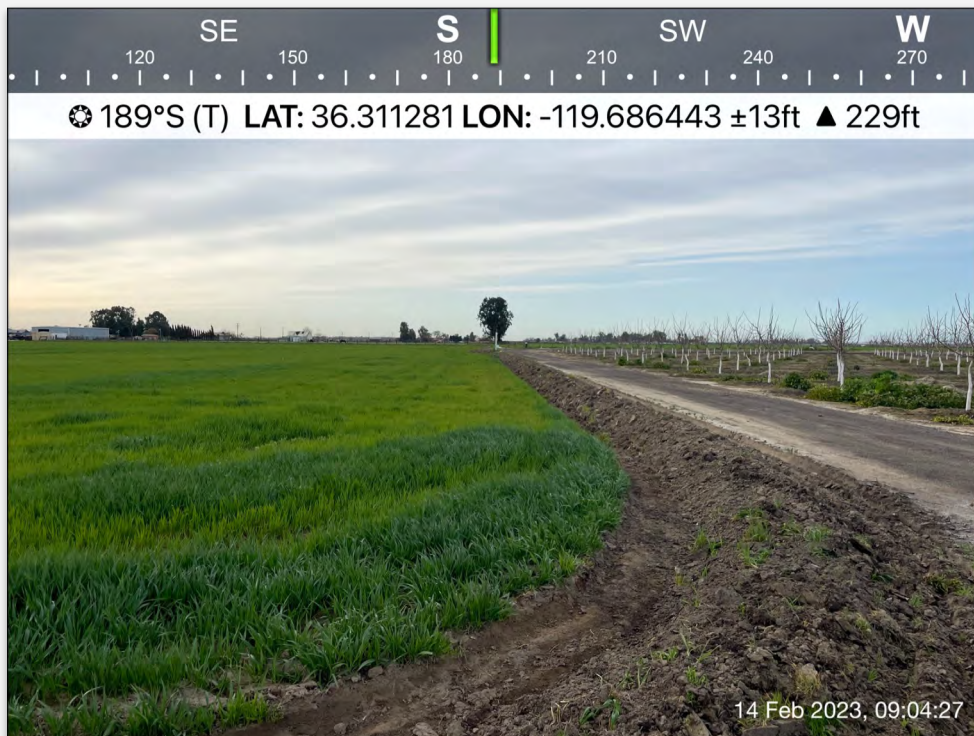 SE S SW W
120 150 180 210 240 270
189°S (T) LAT: 36.311281 LON: -119.686443 ±13ft ▲ 229ft
14 Feb 2023, 09:04:27